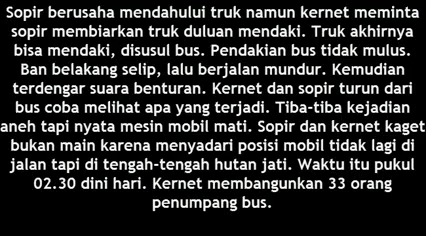 Sopir berusaha mendahului truk namun kernet meminta
sopir membiarkan truk duluan mendaki. Truk akhirnya
bisa mendaki, disusul bus. Pendakian bus tidak mulus.
Ban belakang selip, lalu berjalan mundur. Kemudian
terdengar suara benturan. Kernet dan sopir turun dari
bus coba melihat apa yang terjadi. Tiba-tiba kejadian
aneh tapi nyata mesin mobil mati. Sopir dan kernet kaget
bukan main karena menyadari posisi mobil tidak lagi di
jalan tapi di tengah-tengah hutan jati. Waktu itu pukul
02.30 dini hari. Kernet membangunkan 33 orang
penumpang bus.